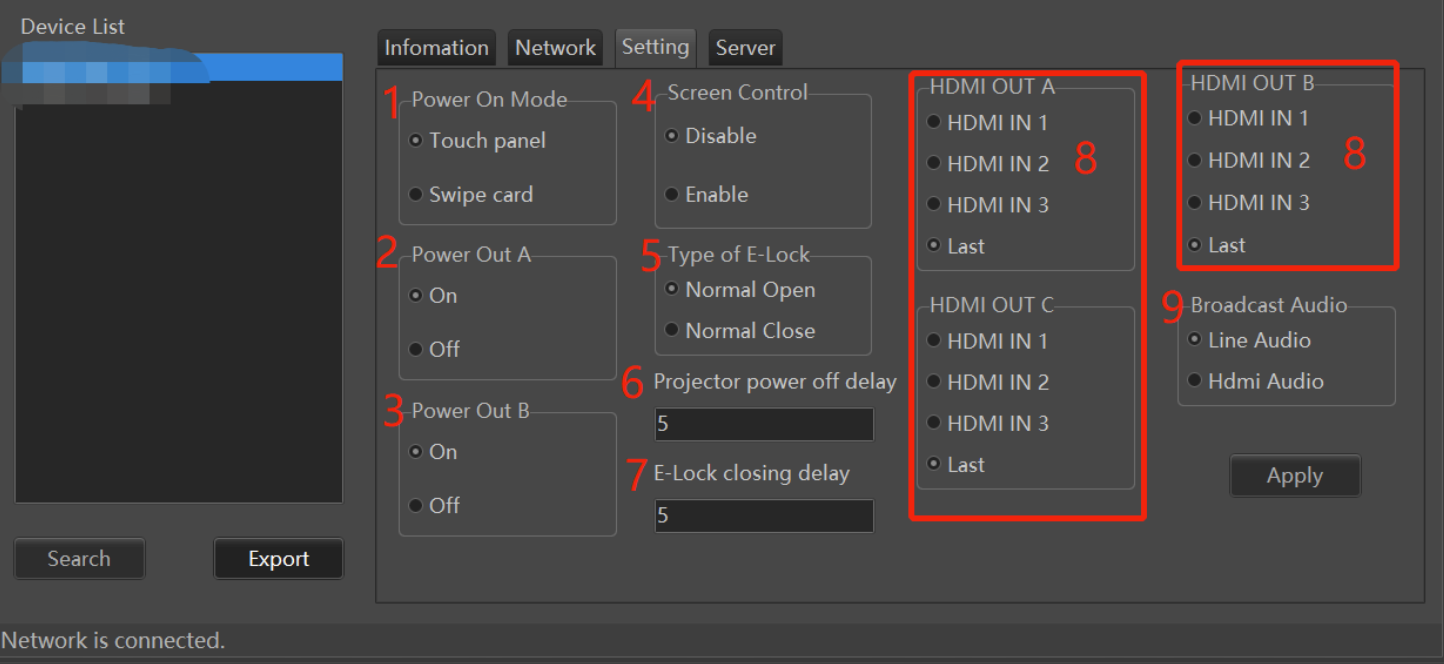 Device List
Infomation Network Setting Server
1 Power On Mode
Touch panel
Swipe card
2 Power Out A
On
Off
3 Power Out B
On
Off
4 Screen Control
Disable
Enable
5 Type of E-Lock
Normal Open
Normal Close
6 Projector power off delay
5
7 E-Lock closing delay
5
HDMI OUT A
HDMI IN 1
HDMI IN 2 8
HDMI IN 3
Last
HDMI OUT C
HDMI IN 1
HDMI IN 2
HDMI IN 3
Last
HDMI OUT B
HDMI IN 1
HDMI IN 2 8
HDMI IN 3
Last
9 Broadcast Audio
Line Audio
Hdmi Audio
Apply
Search Export
Network is connected.